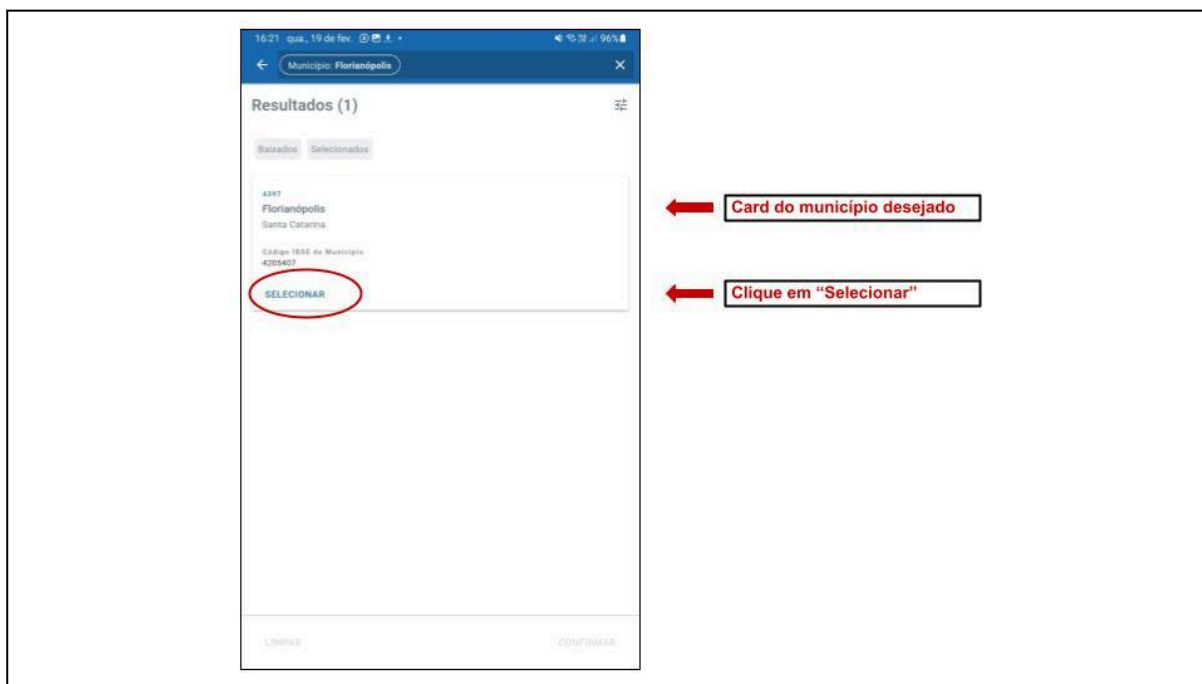 16:21 qua., 19 de fev.
96%
Município: Florianópolis
Resultados (1)
Baixados Selecionados
4397
Florianópolis
Santa Catarina
Código IBGE do Município
4205407
SELECIONAR
LIMPAR CONFIRMAR
Card do município desejado
Clique em “Selecionar”